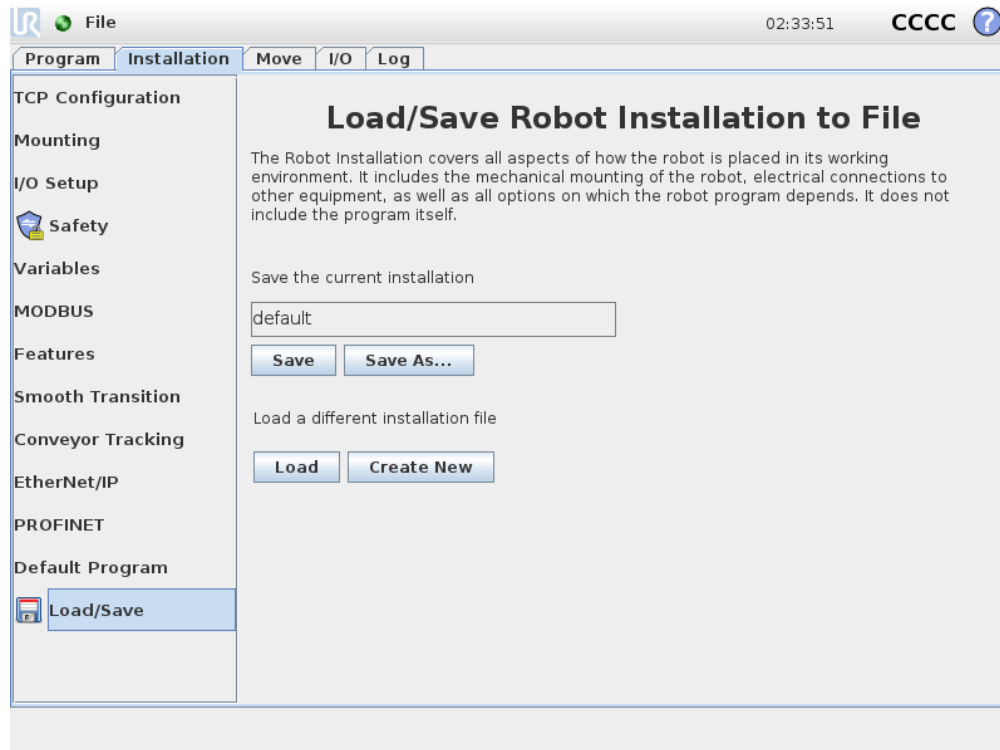 UR File 02:33:51 CCCC ?
Program Installation Move I/O Log
TCP Configuration
Mounting
I/O Setup
Safety
Variables
MODBUS
Features
Smooth Transition
Conveyor Tracking
EtherNet/IP
PROFINET
Default Program
Load/Save
Load/Save Robot Installation to File
The Robot Installation covers all aspects of how the robot is placed in its working
environment. It includes the mechanical mounting of the robot, electrical connections to
other equipment, as well as all options on which the robot program depends. It does not
include the program itself.
Save the current installation
default
Save Save As...
Load a different installation file
Load Create New